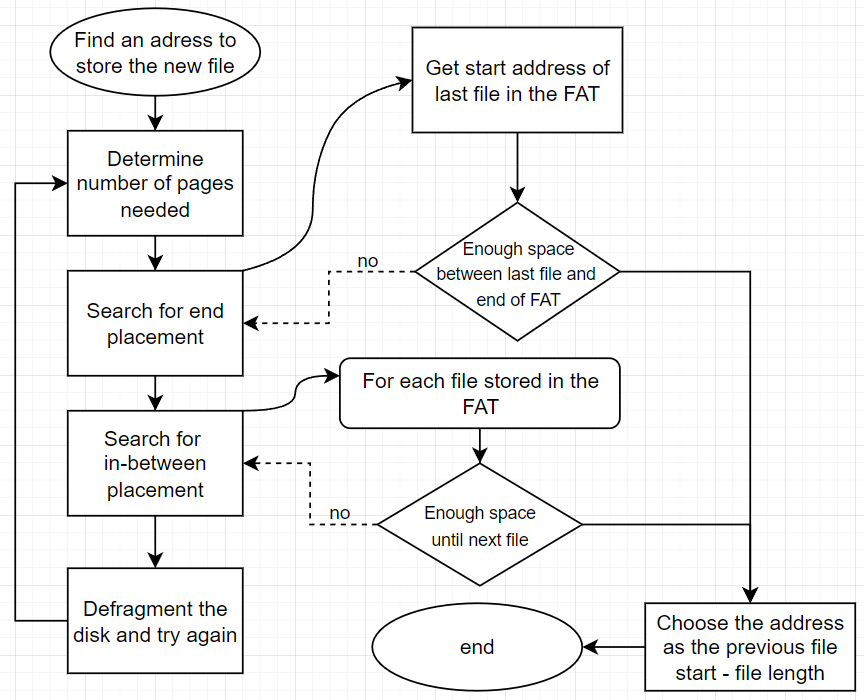 Find an adress to
store the new file
Determine
number of pages
needed
Search for end
placement
Search for
in-between
placement
Defragment the
disk and try again
Get start address of
last file in the FAT
Enough space
between last file and
end of FAT
no
For each file stored in the
FAT
Enough space
until next file
no
Choose the address
as the previous file
start - file length
end